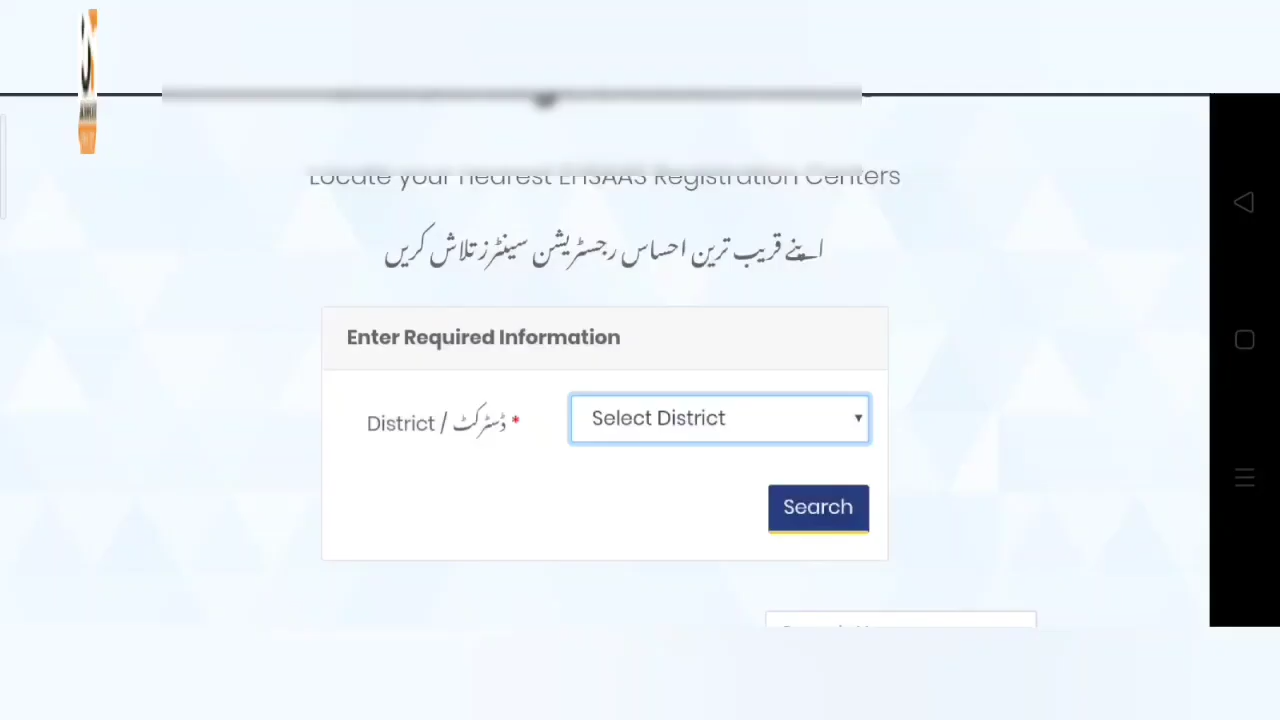 Locate your nearest EHSAAS Registration Centers
اپنے قریب ترین احساس رجسٹریشن سینٹرز تلاش کریں
Enter Required Information
District / ڈسٹرکٹ *
Select District
Search